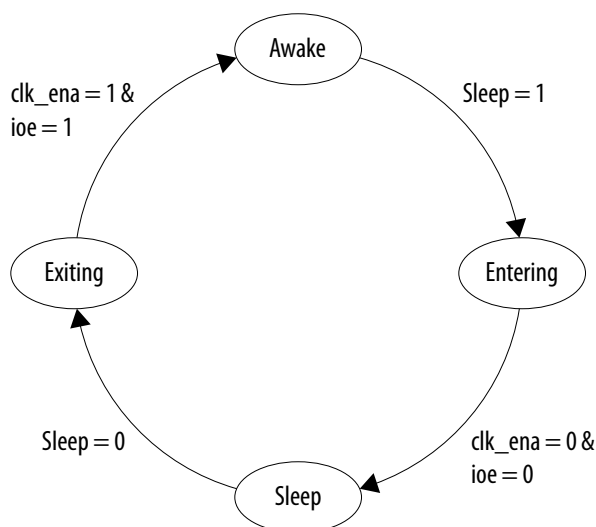 Awake
clk_ena = 1 &
ioe = 1
Sleep = 1
Exiting
Entering
Sleep = 0
clk_ena = 0 &
ioe = 0
Sleep